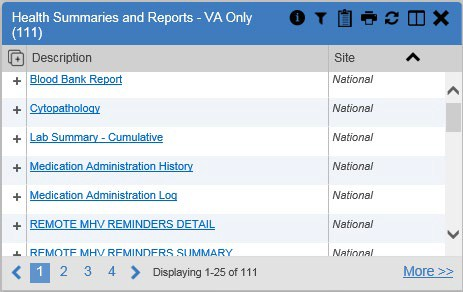 Health Summaries and Reports - VA Only
(111)
Description Site
Blood Bank Report National
Cytopathology National
Lab Summary - Cumulative National
Medication Administration History National
Medication Administration Log National
REMOTE MHV REMINDERS DETAIL National
REMOTE MHV REMINDERS SUMMARY National
1 2 3 4 Displaying 1-25 of 111 More >>